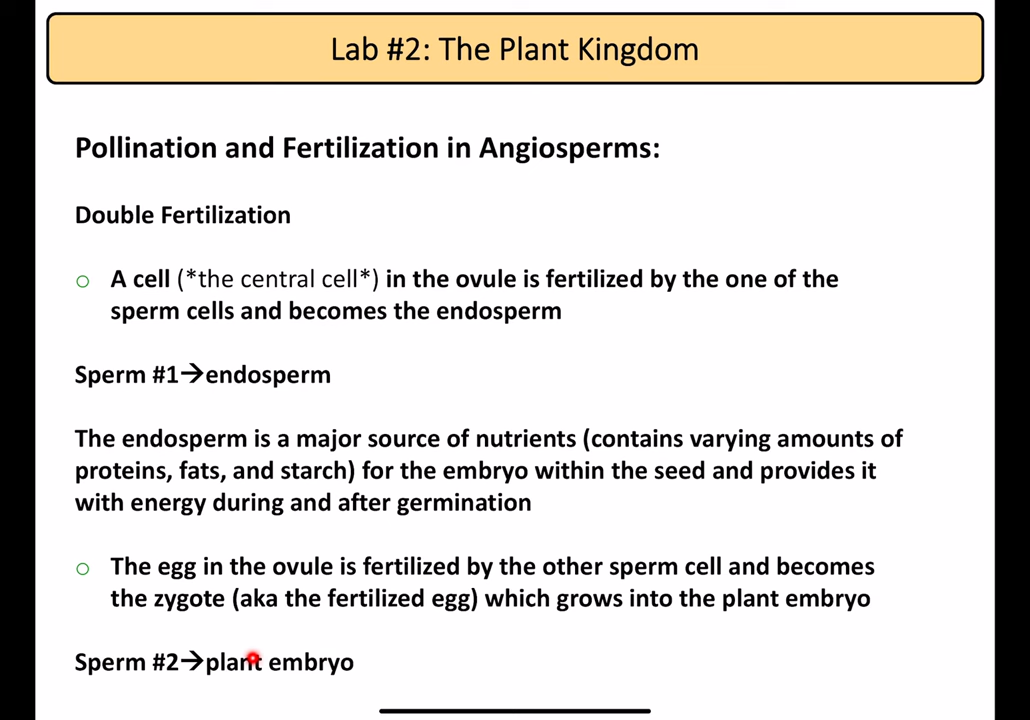 Lab #2: The Plant Kingdom
Pollination and Fertilization in Angiosperms:
Double Fertilization
○ A cell (*the central cell*) in the ovule is fertilized by the one of the
sperm cells and becomes the endosperm
Sperm #1→endosperm
The endosperm is a major source of nutrients (contains varying amounts of
proteins, fats, and starch) for the embryo within the seed and provides it
with energy during and after germination
○ The egg in the ovule is fertilized by the other sperm cell and becomes
the zygote (aka the fertilized egg) which grows into the plant embryo
Sperm #2→plant embryo